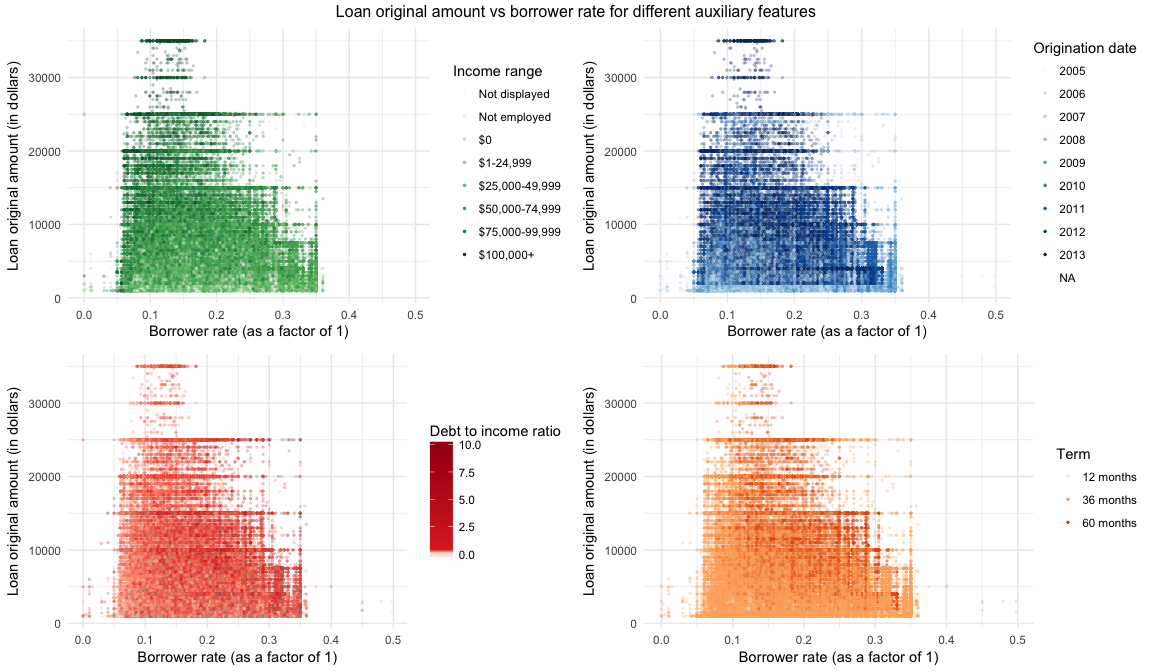 Loan original amount vs borrower rate for different auxiliary features
Loan original amount (in dollars)
30000
20000
10000
0
0.0 0.1 0.2 0.3 0.4 0.5
Borrower rate (as a factor of 1)
Income range
Not displayed
Not employed
$0
$1-24,999
$25,000-49,999
$50,000-74,999
$75,000-99,999
$100,000+
Loan original amount (in dollars)
30000
20000
10000
0
0.0 0.1 0.2 0.3 0.4 0.5
Borrower rate (as a factor of 1)
Origination date
2005
2006
2007
2008
2009
2010
2011
2012
2013
NA
Loan original amount (in dollars)
30000
20000
10000
0
0.0 0.1 0.2 0.3 0.4 0.5
Borrower rate (as a factor of 1)
Debt to income ratio
10.0
7.5
5.0
2.5
0.0
Loan original amount (in dollars)
30000
20000
10000
0
0.0 0.1 0.2 0.3 0.4 0.5
Borrower rate (as a factor of 1)
Term
12 months
36 months
60 months